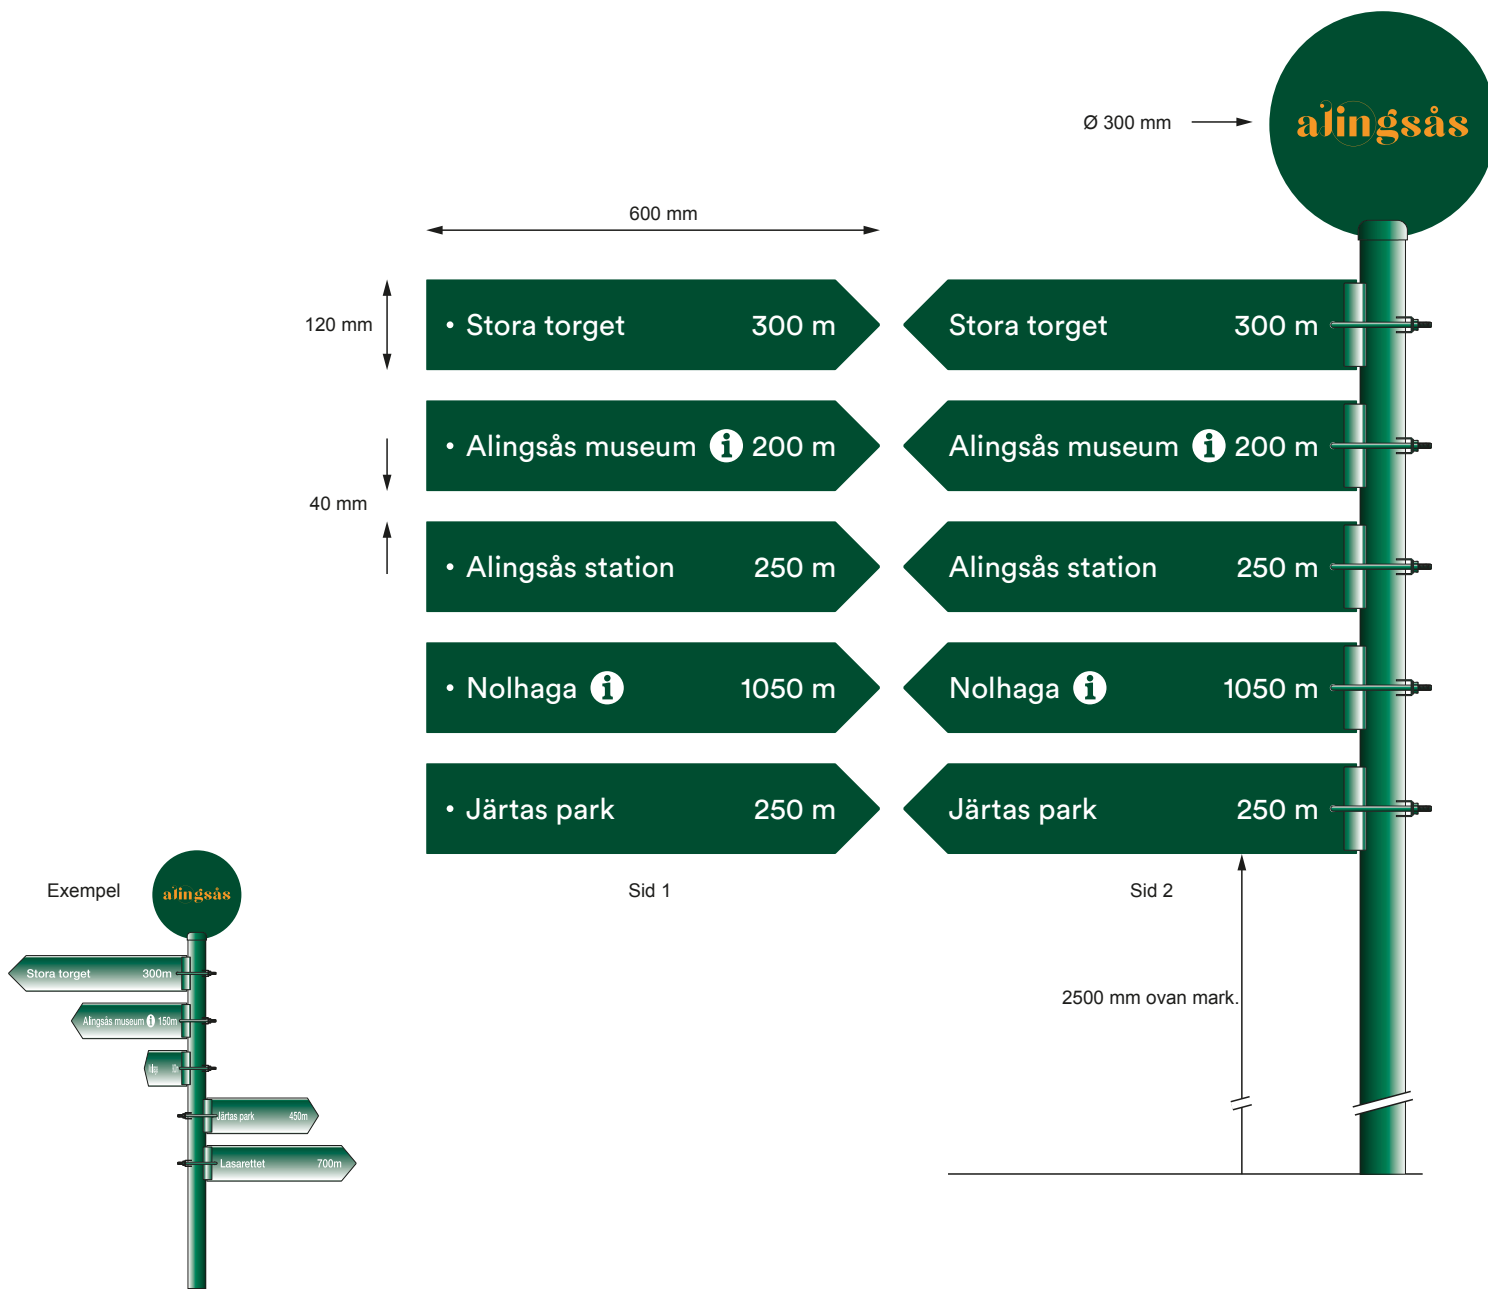 alingsås
Ø 300 mm
600 mm
120 mm
40 mm
• Stora torget 300 m
• Alingsås museum i 200 m
• Alingsås station 250 m
• Nolhaga i 1050 m
• Järtas park 250 m
Sid 1
Stora torget 300 m
Alingsås museum i 200 m
Alingsås station 250 m
Nolhaga i 1050 m
Järtas park 250 m
Sid 2
2500 mm ovan mark.
Exempel
alingsås
Stora torget 300m
Alingsås museum i 150m
Järtas park 450m
Lasarettet 700m